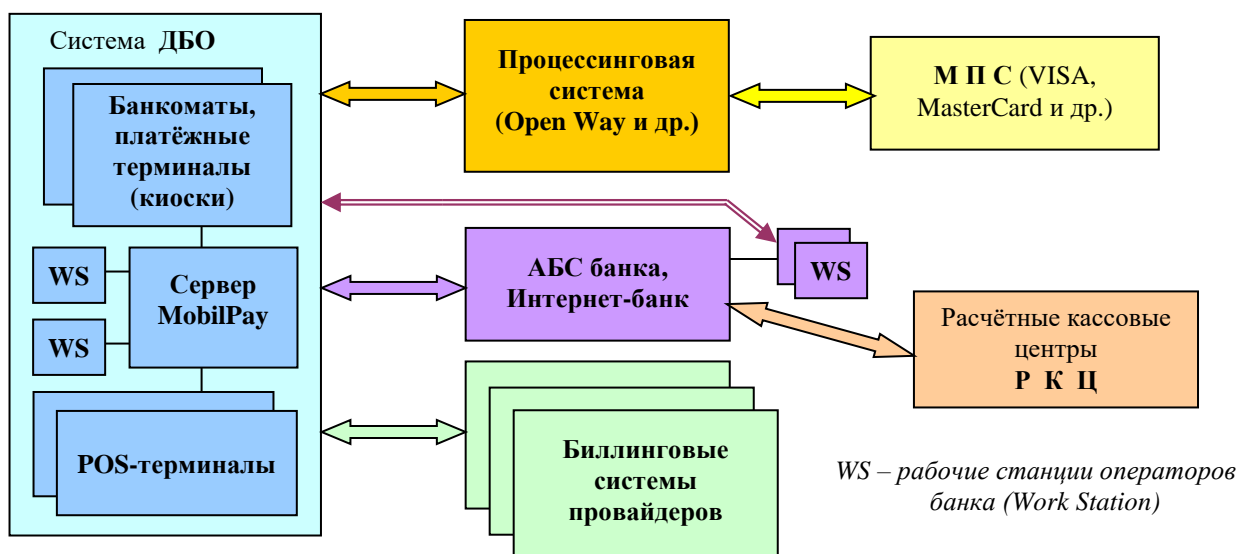 Система ДБО
Банкоматы,
платёжные
терминалы
(киоски)
WS
Сервер
MobilPay
WS
POS-терминалы
Процессинговая
система
(Open Way и др.)
М П С (VISA,
MasterCard и др.)
АБС банка,
Интернет-банк
WS
Расчётные кассовые
центры
Р К Ц
Биллинговые
системы
провайдеров
WS – рабочие станции операторов
банка (Work Station)